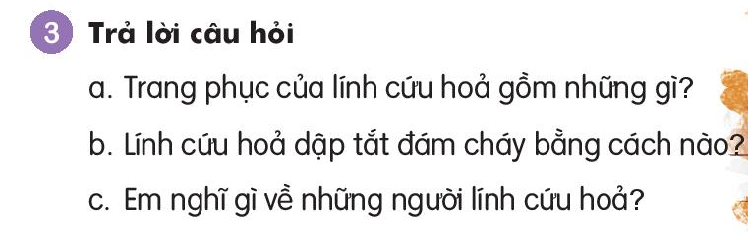 3 Trả lời câu hỏi
a. Trang phục của lính cứu hoả gồm những gì?
b. Lính cứu hoả dập tắt đám cháy bằng cách nào?
c. Em nghĩ gì về những người lính cứu hoả?